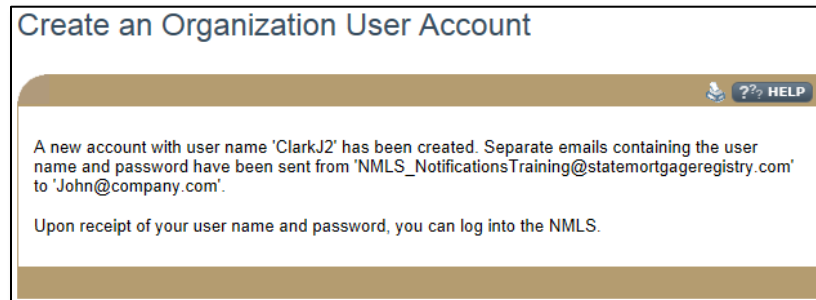 Create an Organization User Account
??? HELP
A new account with user name 'ClarkJ2' has been created. Separate emails containing the user
name and password have been sent from 'NMLS_NotificationsTraining@statemortgageregistry.com'
to 'John@company.com'.
Upon receipt of your user name and password, you can log into the NMLS.